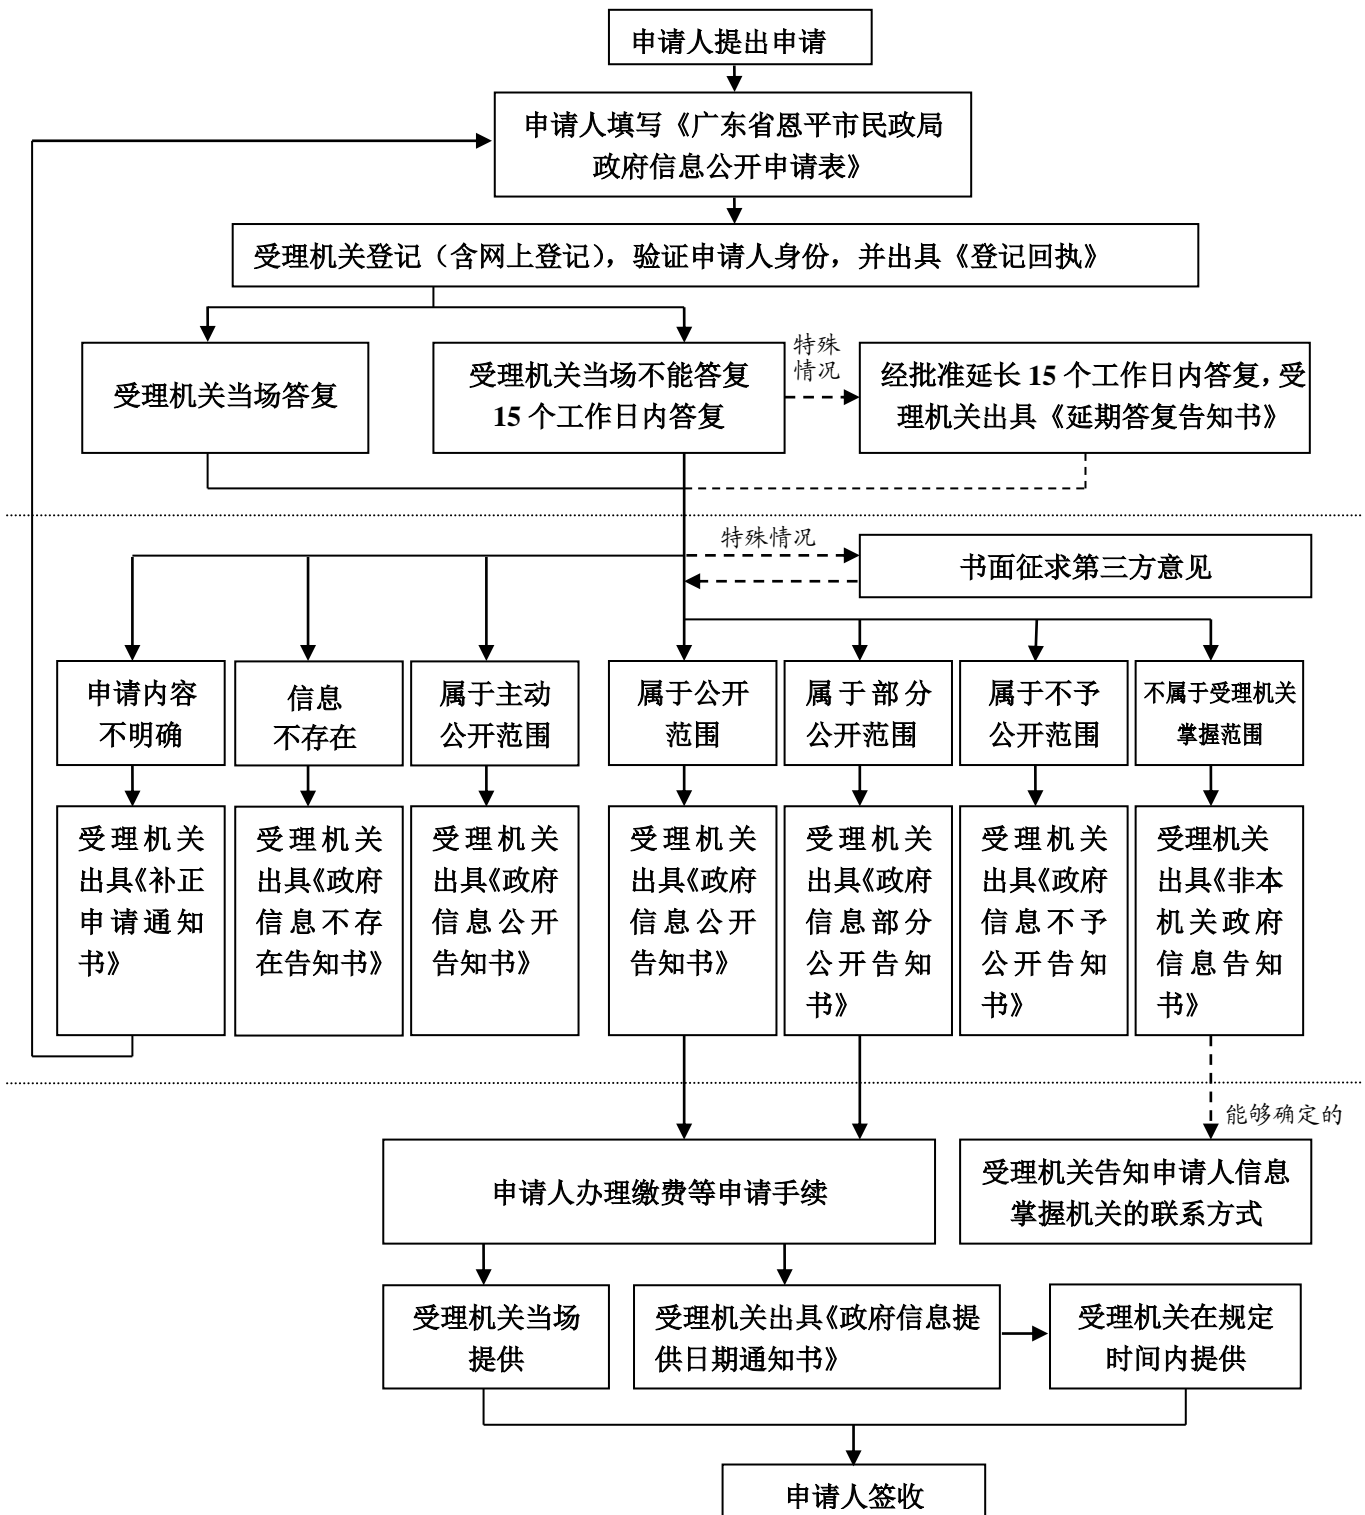 申请人提出申请
申请人填写《广东省恩平市民政局
政府信息公开申请表》
受理机关登记（含网上登记），验证申请人身份，并出具《登记回执》
受理机关当场答复
受理机关当场不能答复
15 个工作日内答复
特殊
情况
经批准延长 15 个工作日内答复，受
理机关出具《延期答复告知书》
特殊情况
书面征求第三方意见
申请内容
不明确
信息
不存在
属于主动
公开范围
属于公开
范围
属于部分
公开范围
属于不予
公开范围
不属于受理机关
掌握范围
受理机关
出具《补正
申请通知
书》
受理机关
出具《政府
信息不存
在告知书》
受理机关
出具《政府
信息公开
告知书》
受理机关
出具《政府
信息公开
告知书》
受理机关
出具《政府
信息部分
公开告知
书》
受理机关
出具《政府
信息不予
公开告知
书》
受理机关
出具《非本
机关政府
信息告知
书》
能够确定的
申请人办理缴费等申请手续
受理机关告知申请人信息
掌握机关的联系方式
受理机关当场
提供
受理机关出具《政府信息提
供日期通知书》
受理机关在规定
时间内提供
申请人签收